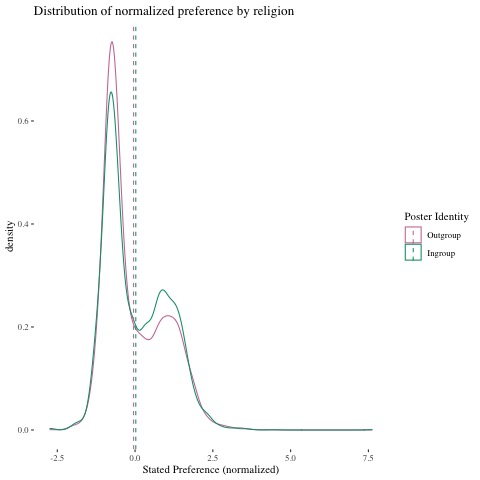 Distribution of normalized preference by religion
density
0.6
0.4
0.2
0.0
-2.5 0.0 2.5 5.0 7.5
Stated Preference (normalized)
Poster Identity
Outgroup
Ingroup